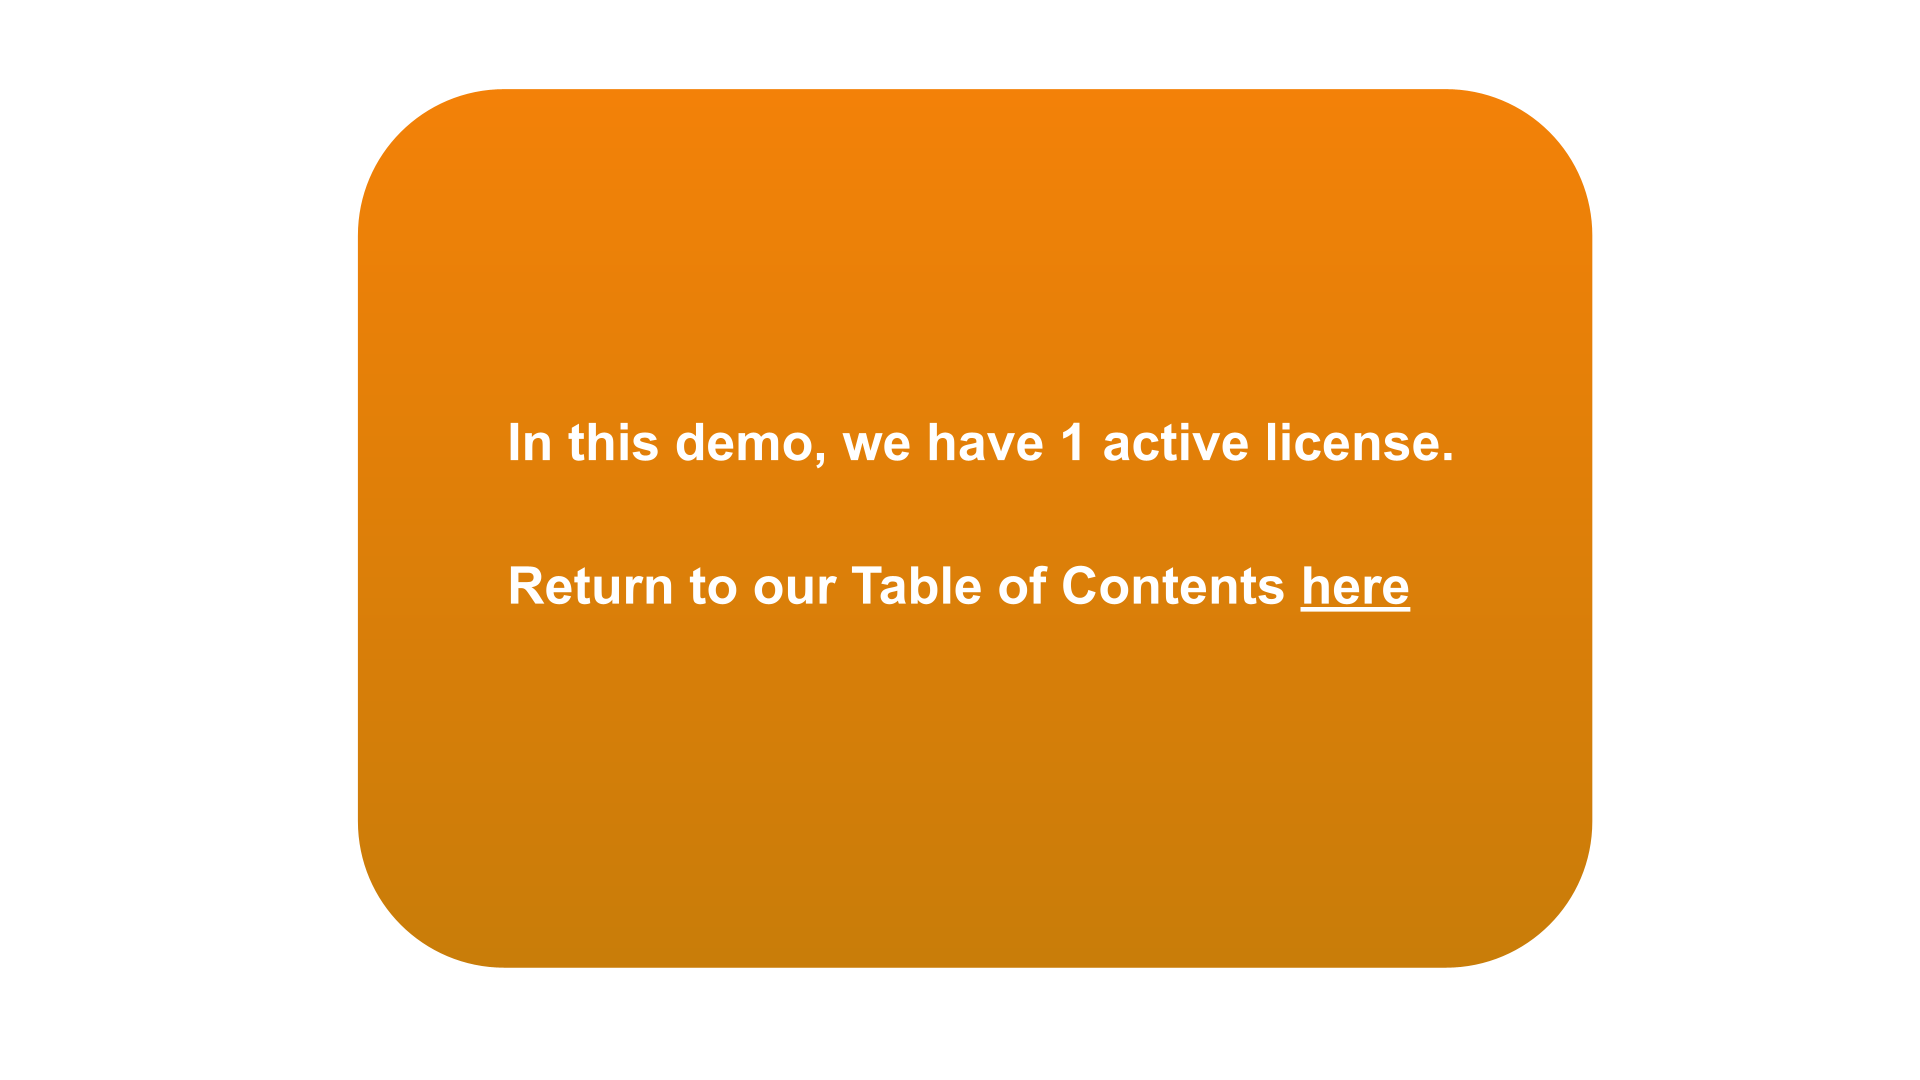 In this demo, we have 1 active license.
Return to our Table of Contents here